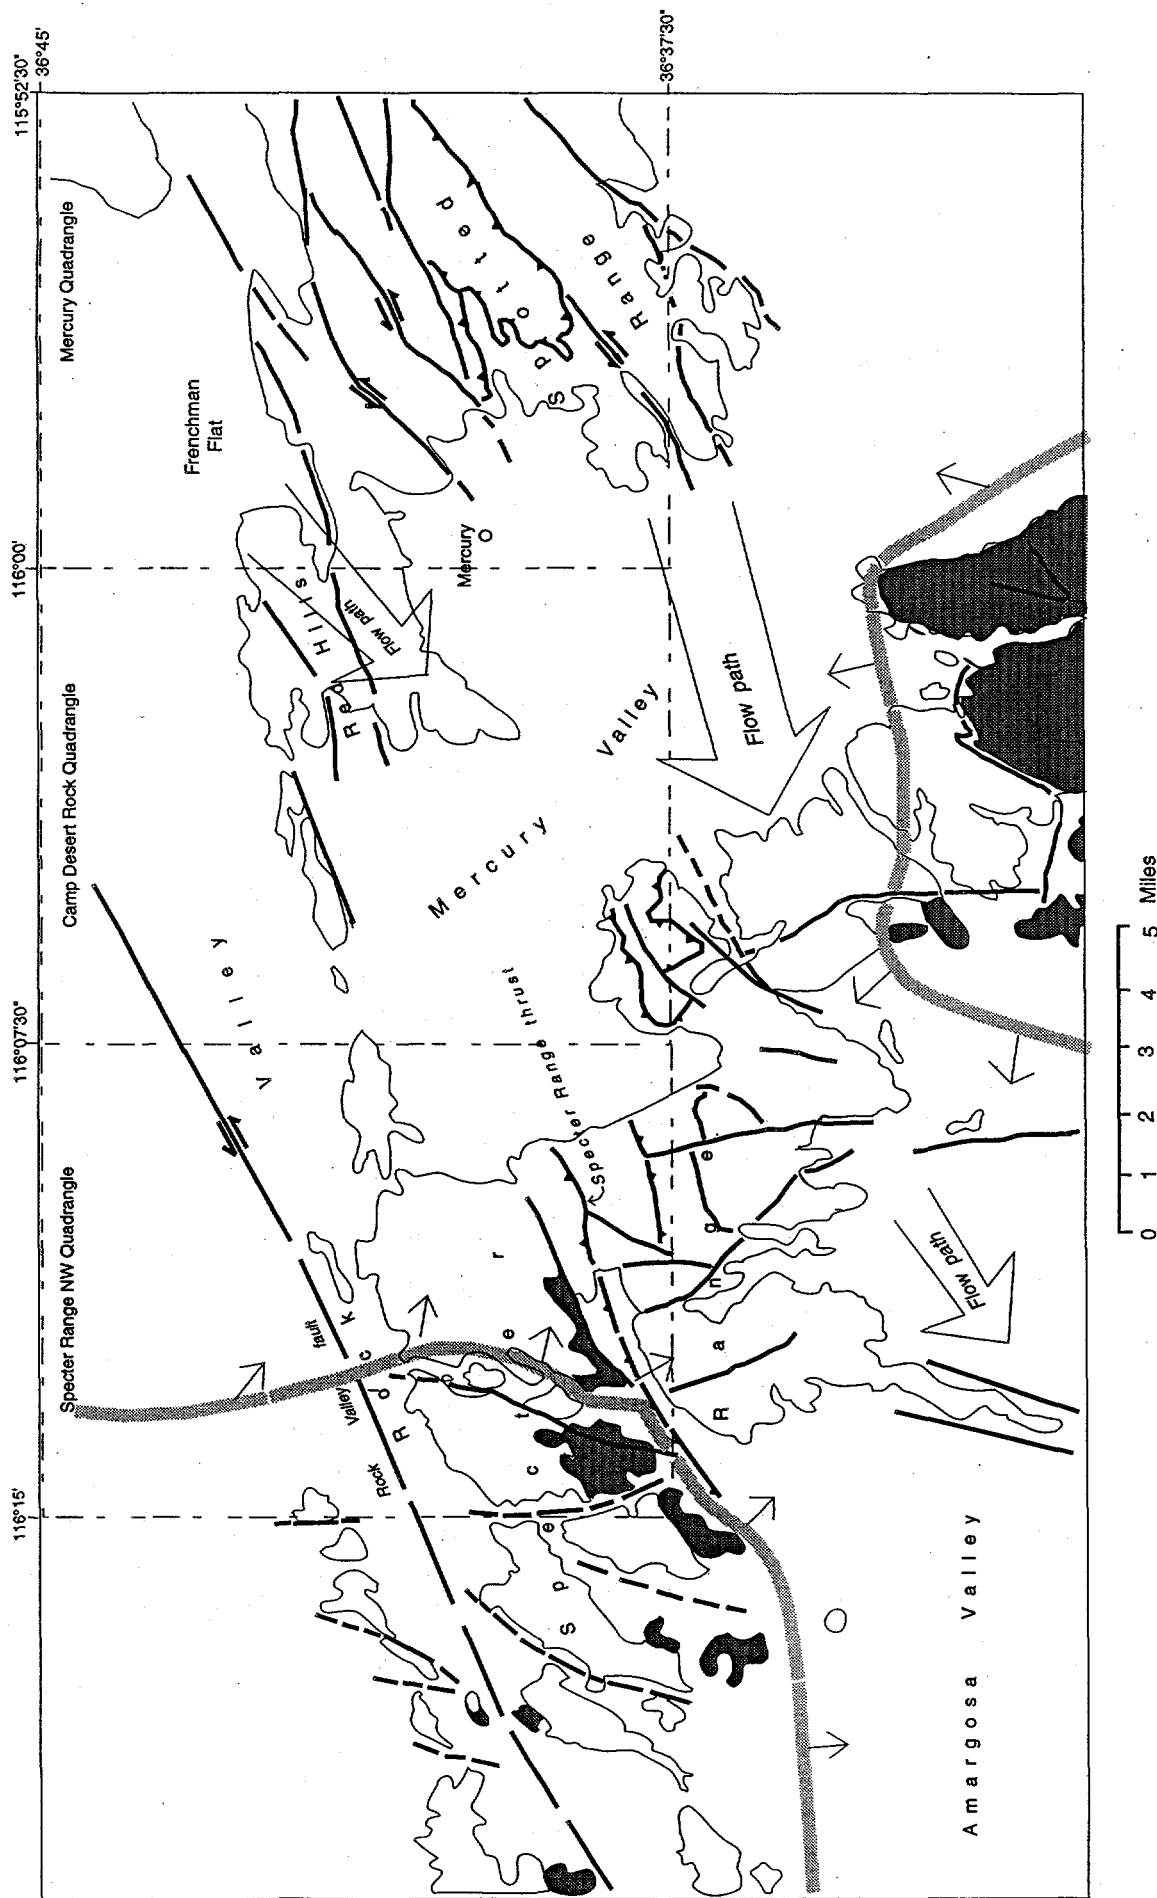 115°52'30"
36°45'
36°37'30"
Mercury Quadrangle
Frenchman
Flat
Spotted
Range
116°00'
Mercury
Red Hills
Flow path
Camp Desert Rock Quadrangle
Mercury Valley
Flow path
116°07'30"
Specter Range thrust
Specter Range NW Quadrangle
Rock Valley
Rock Valley fault
Specter Range
Flow path
116°15'
Amargosa Valley
0 1 2 3 4 5 Miles